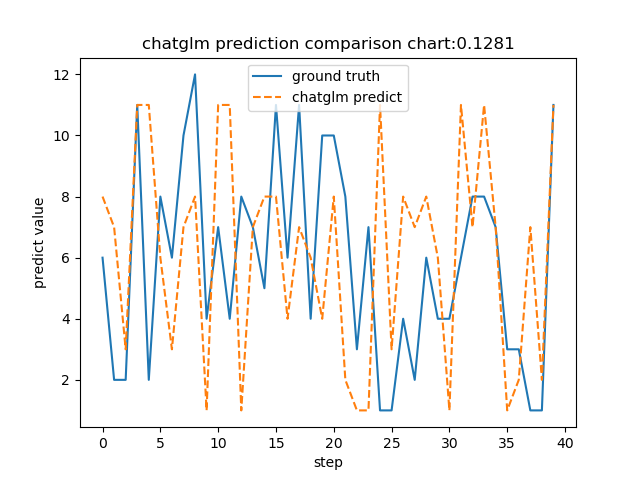 chatglm prediction comparison chart:0.1281
ground truth
chatglm predict
12
10
8
6
4
2
predict value
0 5 10 15 20 25 30 35 40
step